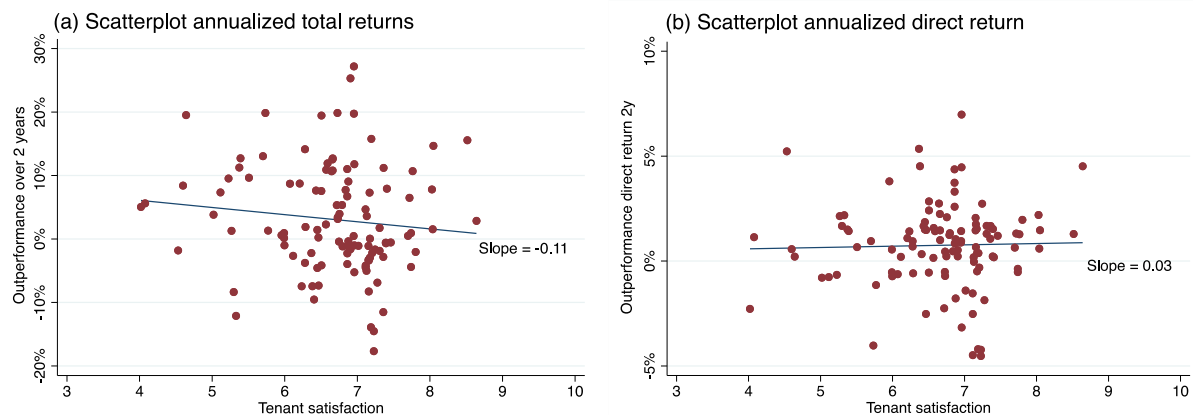 (a) Scatterplot annualized total returns
Outperformance over 2 years
30%
20%
10%
0%
-10%
-20%
Slope = -0.11
3 4 5 6 7 8 9 10
Tenant satisfaction
(b) Scatterplot annualized direct return
Outperformance direct return 2y
10%
5%
0%
-5%
Slope = 0.03
3 4 5 6 7 8 9 10
Tenant satisfaction